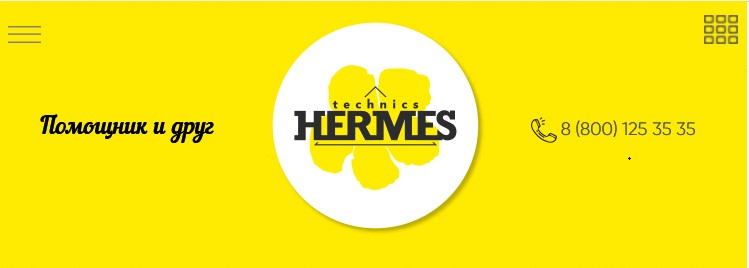 technics
HERMES
Помощник и друг
8 (800) 125 35 35